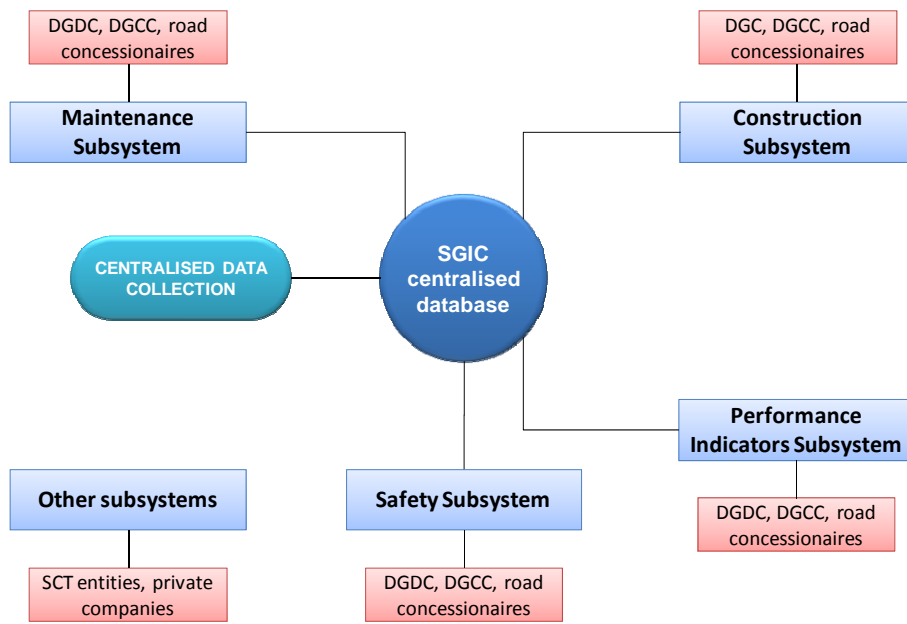 DGDC, DGCC, road
concessionaires
Maintenance
Subsystem
DGC, DGCC, road
concessionaires
Construction
Subsystem
CENTRALISED DATA
COLLECTION
SGIC
centralised
database
Performance
Indicators Subsystem
DGDC, DGCC, road
concessionaires
Other subsystems
SCT entities, private
companies
Safety Subsystem
DGDC, DGCC, road
concessionaires